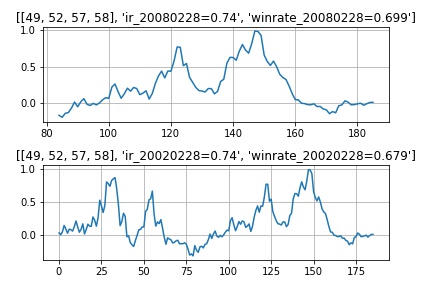 [[49, 52, 57, 58], 'ir_20080228=0.74', 'winrate_20080228=0.699']
1.0
0.5
0.0
80 100 120 140 160 180
[[49, 52, 57, 58], 'ir_20020228=0.74', 'winrate_20020228=0.679']
1.0
0.5
0.0
0 25 50 75 100 125 150 175